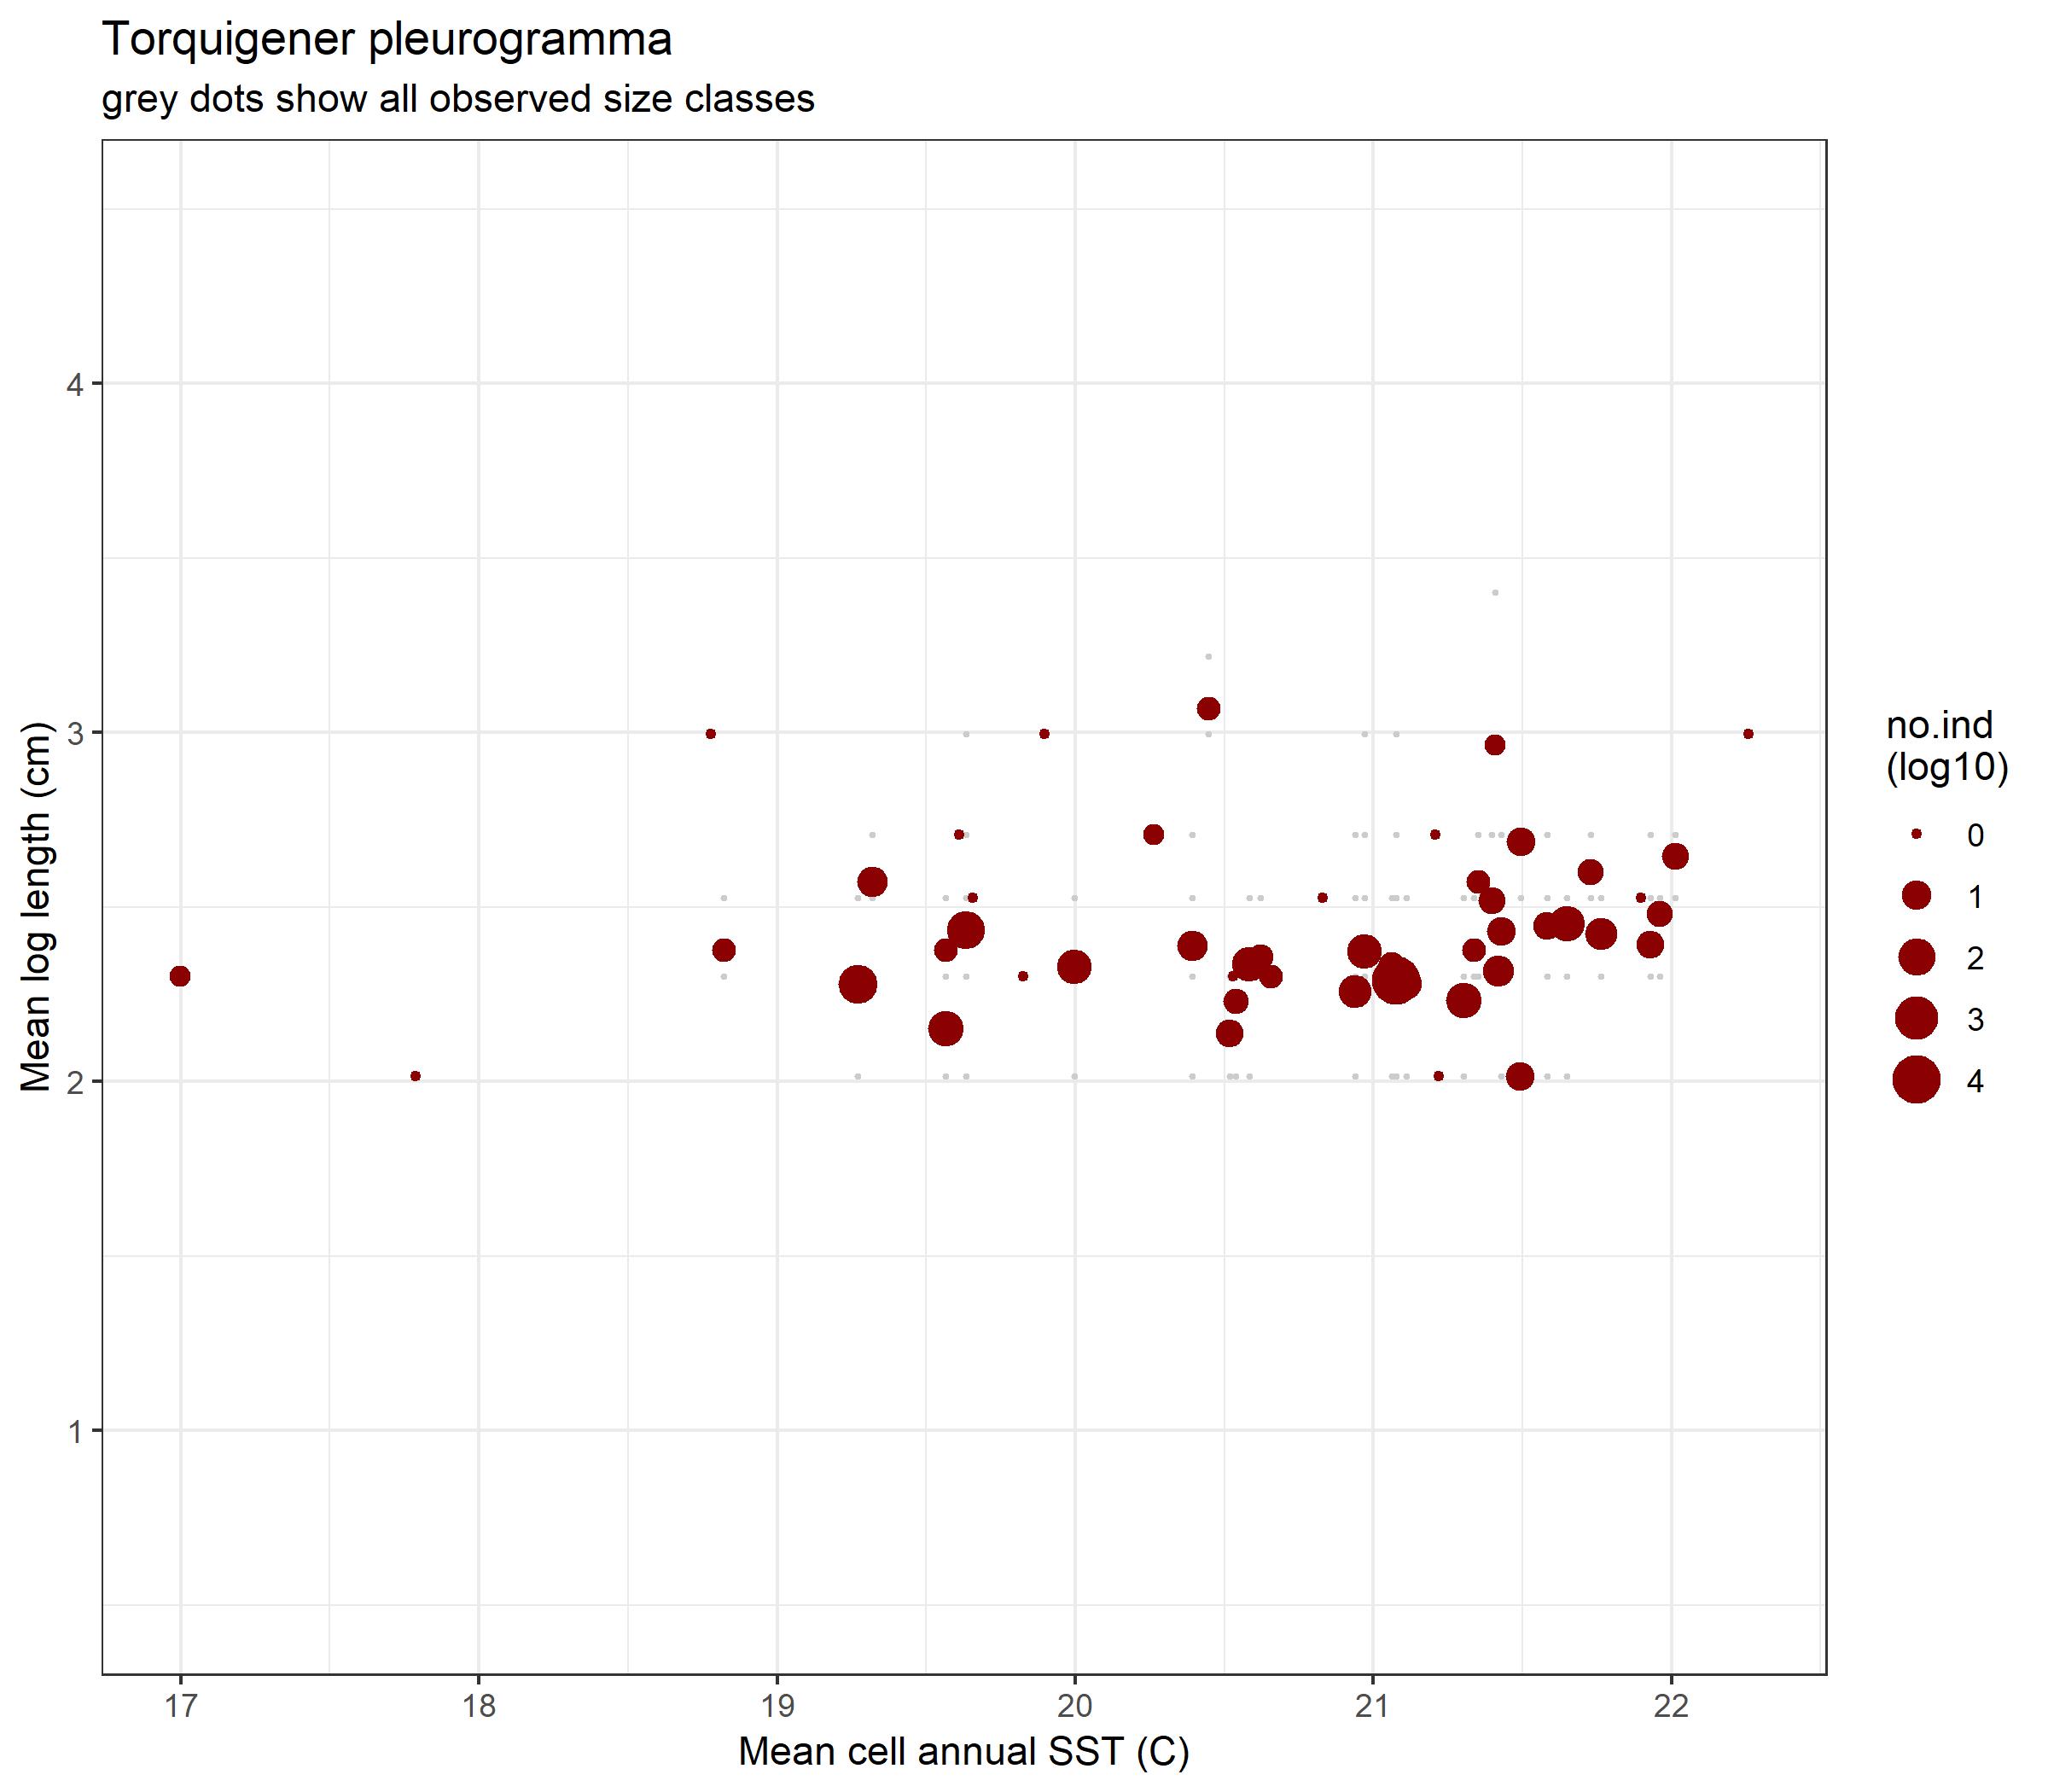 Torquigener pleurogramma
grey dots show all observed size classes
Mean log length (cm)
4
3
2
1
17 18 19 20 21 22
Mean cell annual SST (C)
no.ind
(log10)
0
1
2
3
4